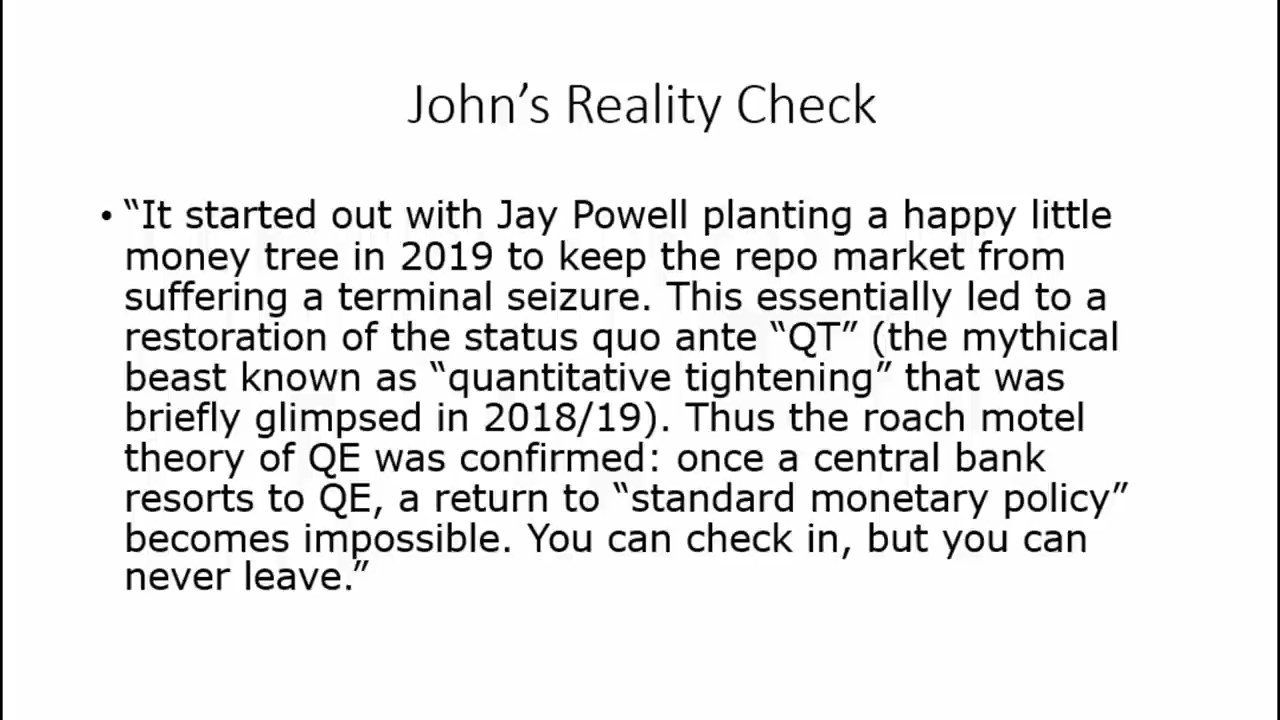 John’s Reality Check
• “It started out with Jay Powell planting a happy little
money tree in 2019 to keep the repo market from
suffering a terminal seizure. This essentially led to a
restoration of the status quo ante “QT” (the mythical
beast known as “quantitative tightening” that was
briefly glimpsed in 2018/19). Thus the roach motel
theory of QE was confirmed: once a central bank
resorts to QE, a return to “standard monetary policy”
becomes impossible. You can check in, but you can
never leave.”